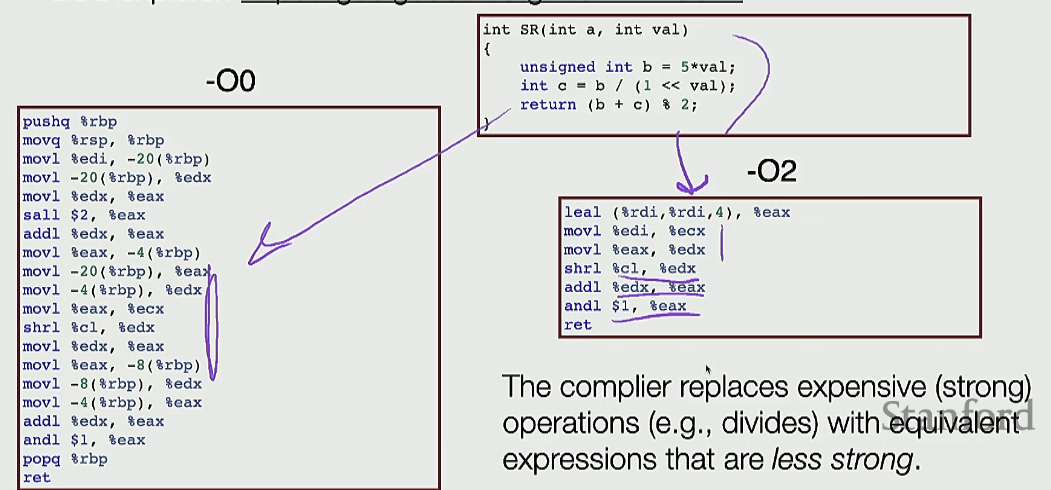 int SR(int a, int val)
{
unsigned int b = 5*val;
int c = b / (1 << val);
return (b + c) % 2;
}
-O0
pushq %rbp
movq %rsp, %rbp
movl %edi, -20(%rbp)
movl -20(%rbp), %edx
movl %edx, %eax
sall $2, %eax
addl %edx, %eax
movl %eax, -4(%rbp)
movl -20(%rbp), %eax
movl -4(%rbp), %edx
movl %eax, %ecx
shrl %cl, %edx
movl %edx, %eax
movl %eax, -8(%rbp)
movl -8(%rbp), %edx
movl -4(%rbp), %eax
addl %edx, %eax
andl $1, %eax
popq %rbp
ret
-O2
leal (%rdi,%rdi,4), %eax
movl %edi, %ecx
movl %eax, %edx
shrl %cl, %edx
addl %edx, %eax
andl $1, %eax
ret
The complier replaces expensive (strong)
operations (e.g., divides) with equivalent
expressions that are less strong.
Stanford